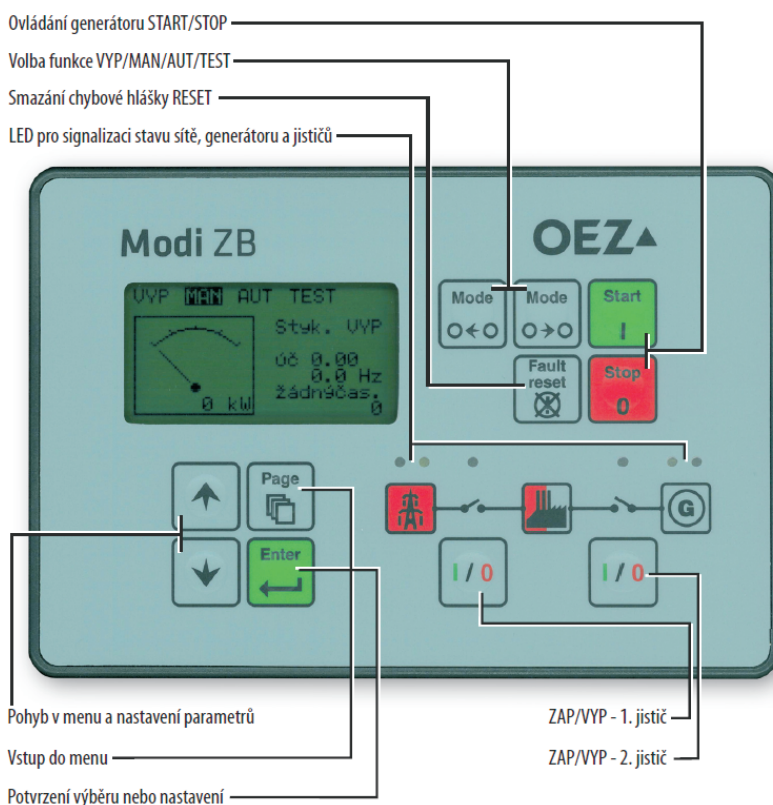 Ovládání generátoru START/STOP
Volba funkce VYP/MAN/AUT/TEST
Smazání chybové hlášky RESET
LED pro signalizaci stavu sítě, generátoru a jističů
Modi ZB
OEZ
VYP MAN AUT TEST
Styk. VYP
úč 0.00
0.0 Hz
žádnýčas.
0 kW
0
Mode
Mode
Start
I
Fault
reset
Stop
0
Page
Enter
G
I / 0
I / 0
Pohyb v menu a nastavení parametrů
Vstup do menu
Potvrzení výběru nebo nastavení
ZAP/VYP - 1. jistič
ZAP/VYP - 2. jistič